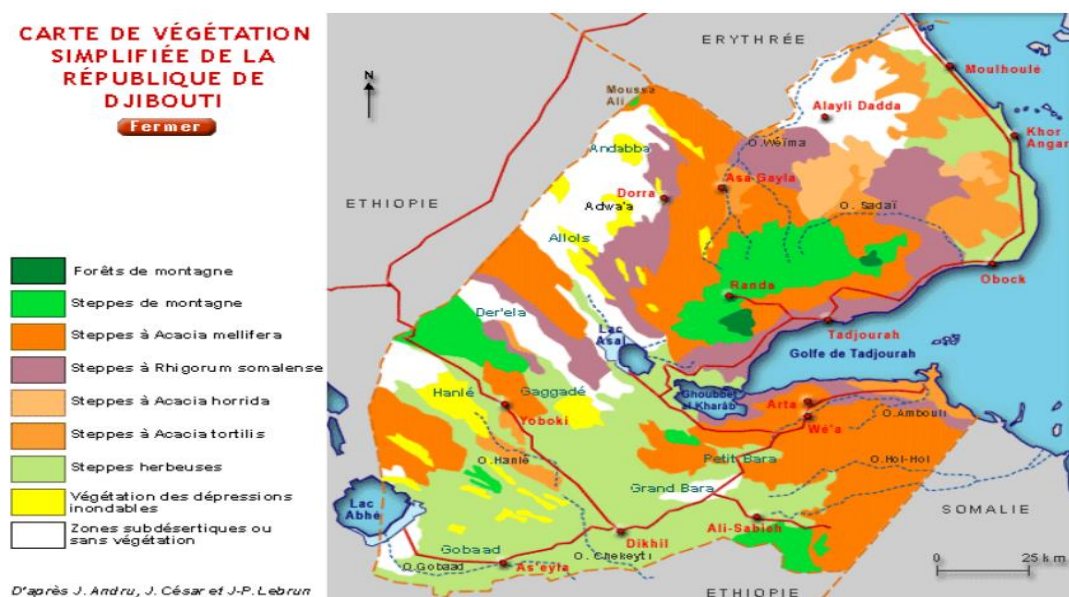 CARTE DE VÉGÉTATION
SIMPLIFIÉE DE LA
RÉPUBLIQUE DE
DJIBOUTI
Fermer
Forêts de montagne
Steppes de montagne
Steppes à Acacia mellifera
Steppes à Rhigorum somalense
Steppes à Acacia horrida
Steppes à Acacia tortilis
Steppes herbeuses
Végétation des dépressions
inondables
Zones subdésertiques ou
sans végétation
D'après J. Andru, J. César et J-P. Lebrun
N
ERYTHRÉE
Moulhoulé
Moussa
Ali
Alayli Dadda
Khor
Angar
Andabba
O. Wéïma
Asa-Gayla
ETHIOPIE
Dorra
Adwa'a
O. Sadaï
Allols
Obock
Randa
Der'ela
Lac
Asal
Tadjourah
Golfe de Tadjourah
Hanlé
Gaggadé
Ghoubbet
al Kharâb
Arta
O. Ambouli
Yoboki
Wé'a
O. Hanlé
Petit Bara
O. Hol-Hol
Grand Bara
Lac
Abhé
SOMALIE
Ali-Sabieh
Dikhil
Gobaad
O. Chekeyti
O. Gobaad
As'eyla
0 25 km
ETHIOPIE